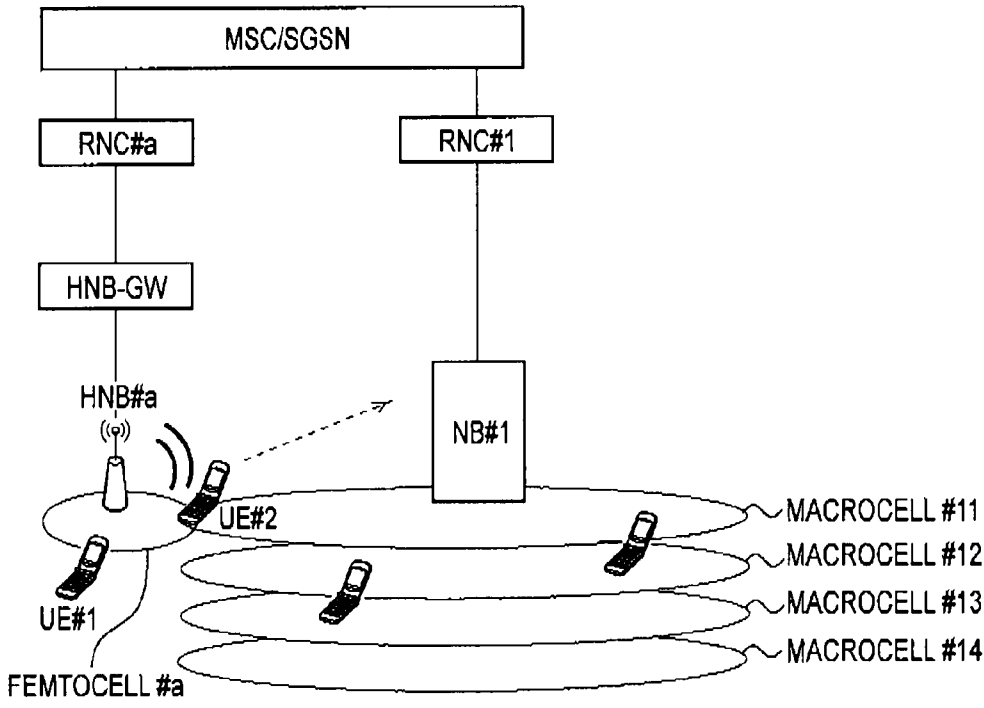 MSC/SGSN
RNC#a
RNC#1
HNB-GW
HNB#a
NB#1
UE#2
UE#1
FEMTOCELL #a
MACROCELL #11
MACROCELL #12
MACROCELL #13
MACROCELL #14